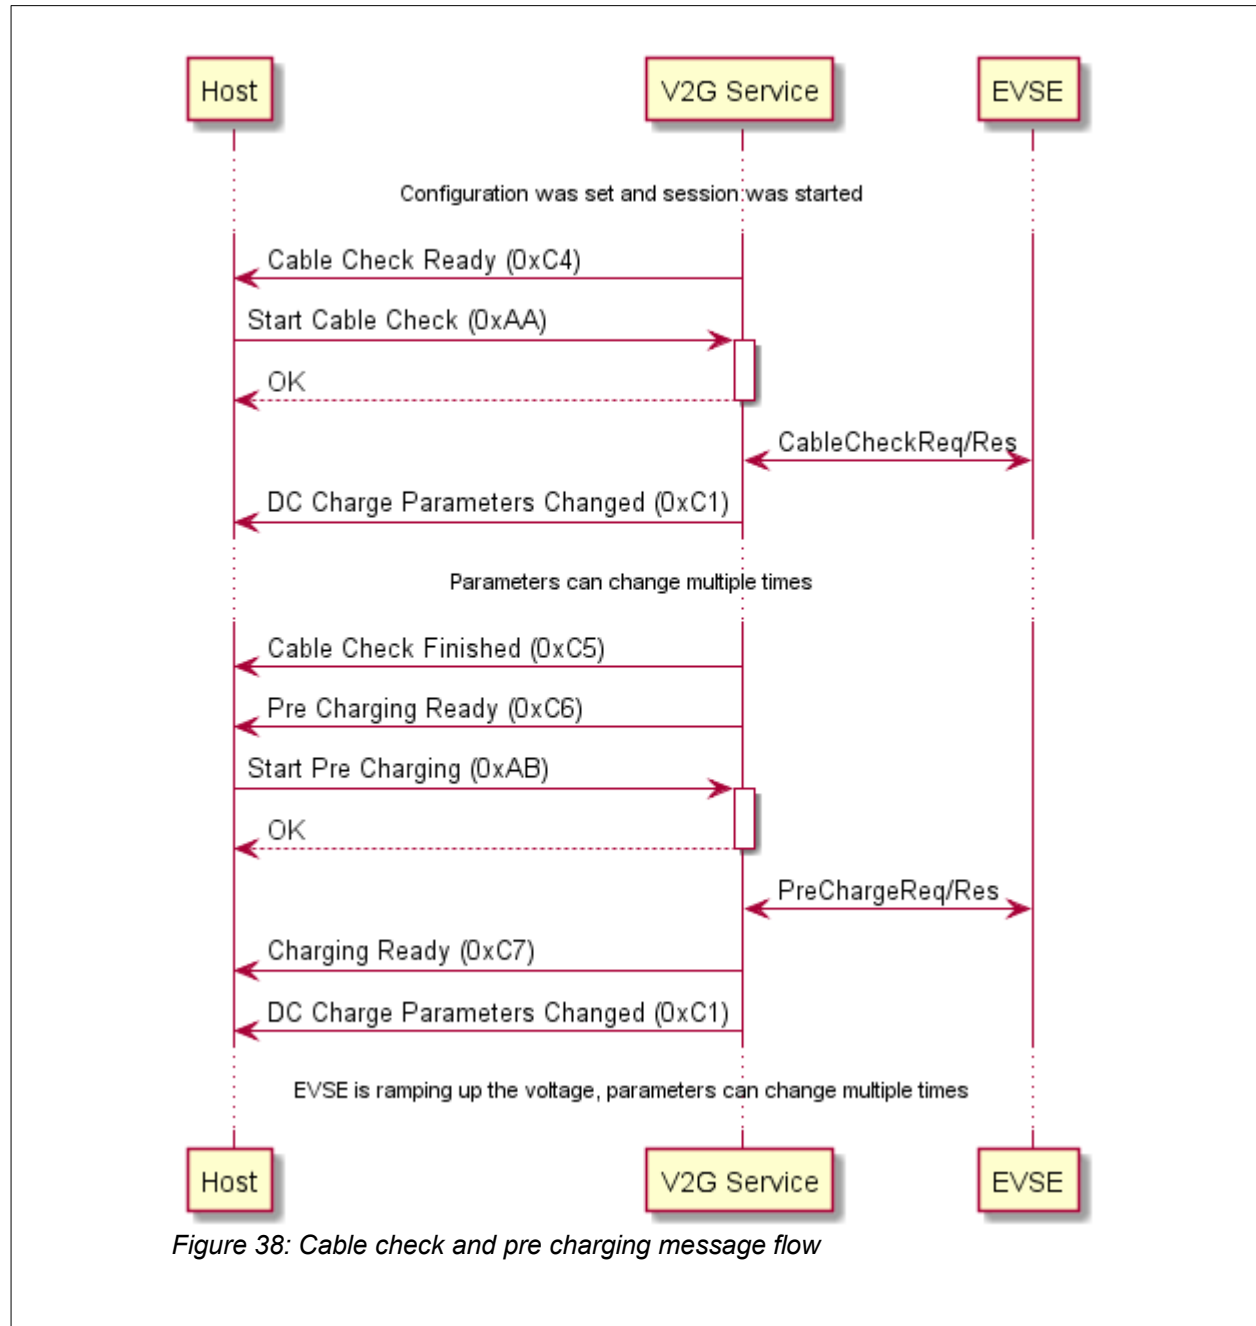 Host
V2G Service
EVSE
Configuration was set and session was started
Cable Check Ready (0xC4)
Start Cable Check (0xAA)
OK
CableCheckReq/Res
DC Charge Parameters Changed (0xC1)
Parameters can change multiple times
Cable Check Finished (0xC5)
Pre Charging Ready (0xC6)
Start Pre Charging (0xAB)
OK
PreChargeReq/Res
Charging Ready (0xC7)
DC Charge Parameters Changed (0xC1)
EVSE is ramping up the voltage, parameters can change multiple times
Host
V2G Service
EVSE
Figure 38: Cable check and pre charging message flow